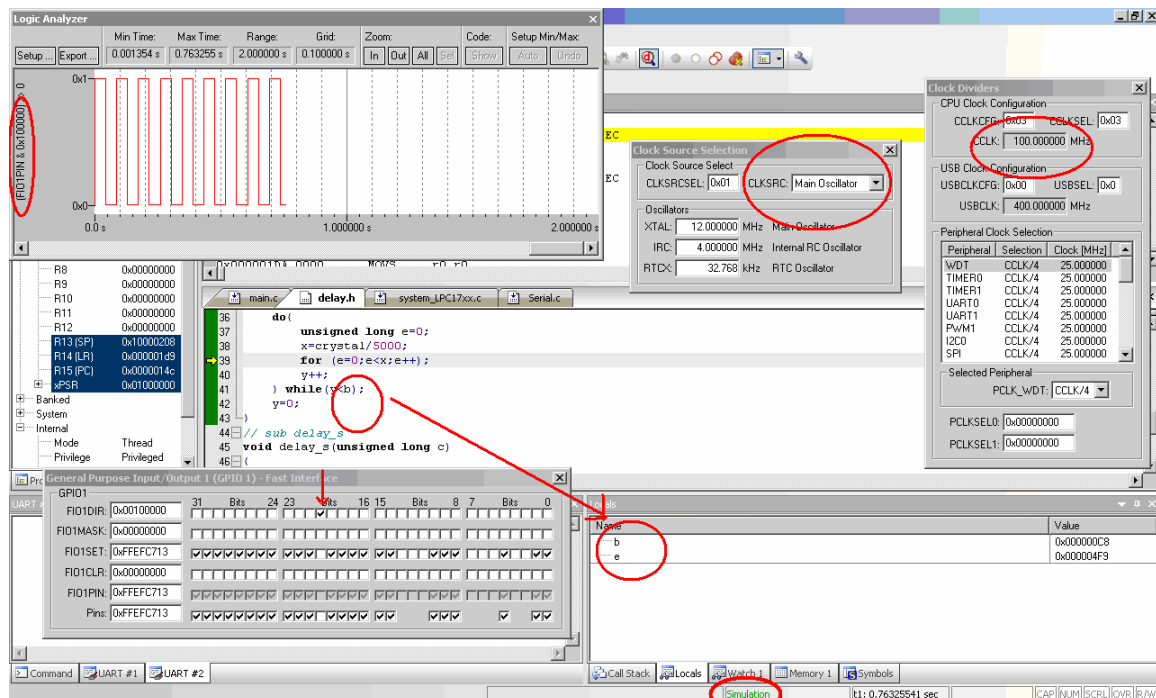 Logic Analyzer
Min Time: Max Time: Range: Grid: Zoom: Code: Setup Min/Max:
Setup ... Export ... 0.001354 s 0.763255 s 2.000000 s 0.100000 s In Out All Sel Show Auto Undo
0x1
(FIO1PIN & 0x100000) > 0
0x0
0.0 s 1.000000 s 2.000000 s
EC
EC
Clock Source Selection
Clock Source Select
CLKSRCSEL: 0x01 CLKSRC: Main Oscillator
Oscillators
XTAL: 12.000000 MHz Main Oscillator
IRC: 4.000000 MHz Internal RC Oscillator
RTCX: 32.768 kHz RTC Oscillator
Clock Dividers
CPU Clock Configuration
CCLKCFG: 0x03 CCLKSEL: 0x03
CCLK: 100.000000 MHz
USB Clock Configuration
USBCLKCFG: 0x00 USBSEL: 0x0
USBCLK: 400.000000 MHz
Peripheral Clock Selection
Peripheral Selection Clock [MHz]
WDT CCLK/4 25.000000
TIMER0 CCLK/4 25.000000
TIMER1 CCLK/4 25.000000
UART0 CCLK/4 25.000000
UART1 CCLK/4 25.000000
PWM1 CCLK/4 25.000000
I2C0 CCLK/4 25.000000
SPI CCLK/4 25.000000
Selected Peripheral
PCLK_WDT: CCLK/4
PCLKSEL0: 0x00000000
PCLKSEL1: 0x00000000
R8 0x00000000
R9 0x00000000
R10 0x00000000
R11 0x00000000
R12 0x00000000
R13 (SP) 0x10000208
R14 (LR) 0x000001d9
R15 (PC) 0x0000014c
xPSR 0x01000000
Banked
System
Internal
Mode Thread
Privilege Privileged
main.c delay.h system_LPC17xx.c Serial.c
36 do{
37 unsigned long e=0;
38 x=crystal/5000;
39 for (e=0;e<x;e++);
40 y++;
41 } while(y<b);
42 y=0;
43 }
44 // sub delay_s
45 void delay_s(unsigned long c)
46 {
General Purpose Input/Output 1 (GPIO 1) - Fast Interface
GPIO1
31 Bits 24 23 Bits 16 15 Bits 8 7 Bits 0
FIO1DIR: 0x00100000
FIO1MASK: 0x00000000
FIO1SET: 0xFFEFC713
FIO1CLR: 0x00000000
FIO1PIN: 0xFFEFC713
Pins: 0xFFEFC713
Locals
Name Value
b 0x000000C8
e 0x000004F9
Command UART #1 UART #2
Call Stack Locals Watch 1 Memory 1 Symbols
Simulation t1: 0.76325541 sec CAP NUM SCRL OVR R/W